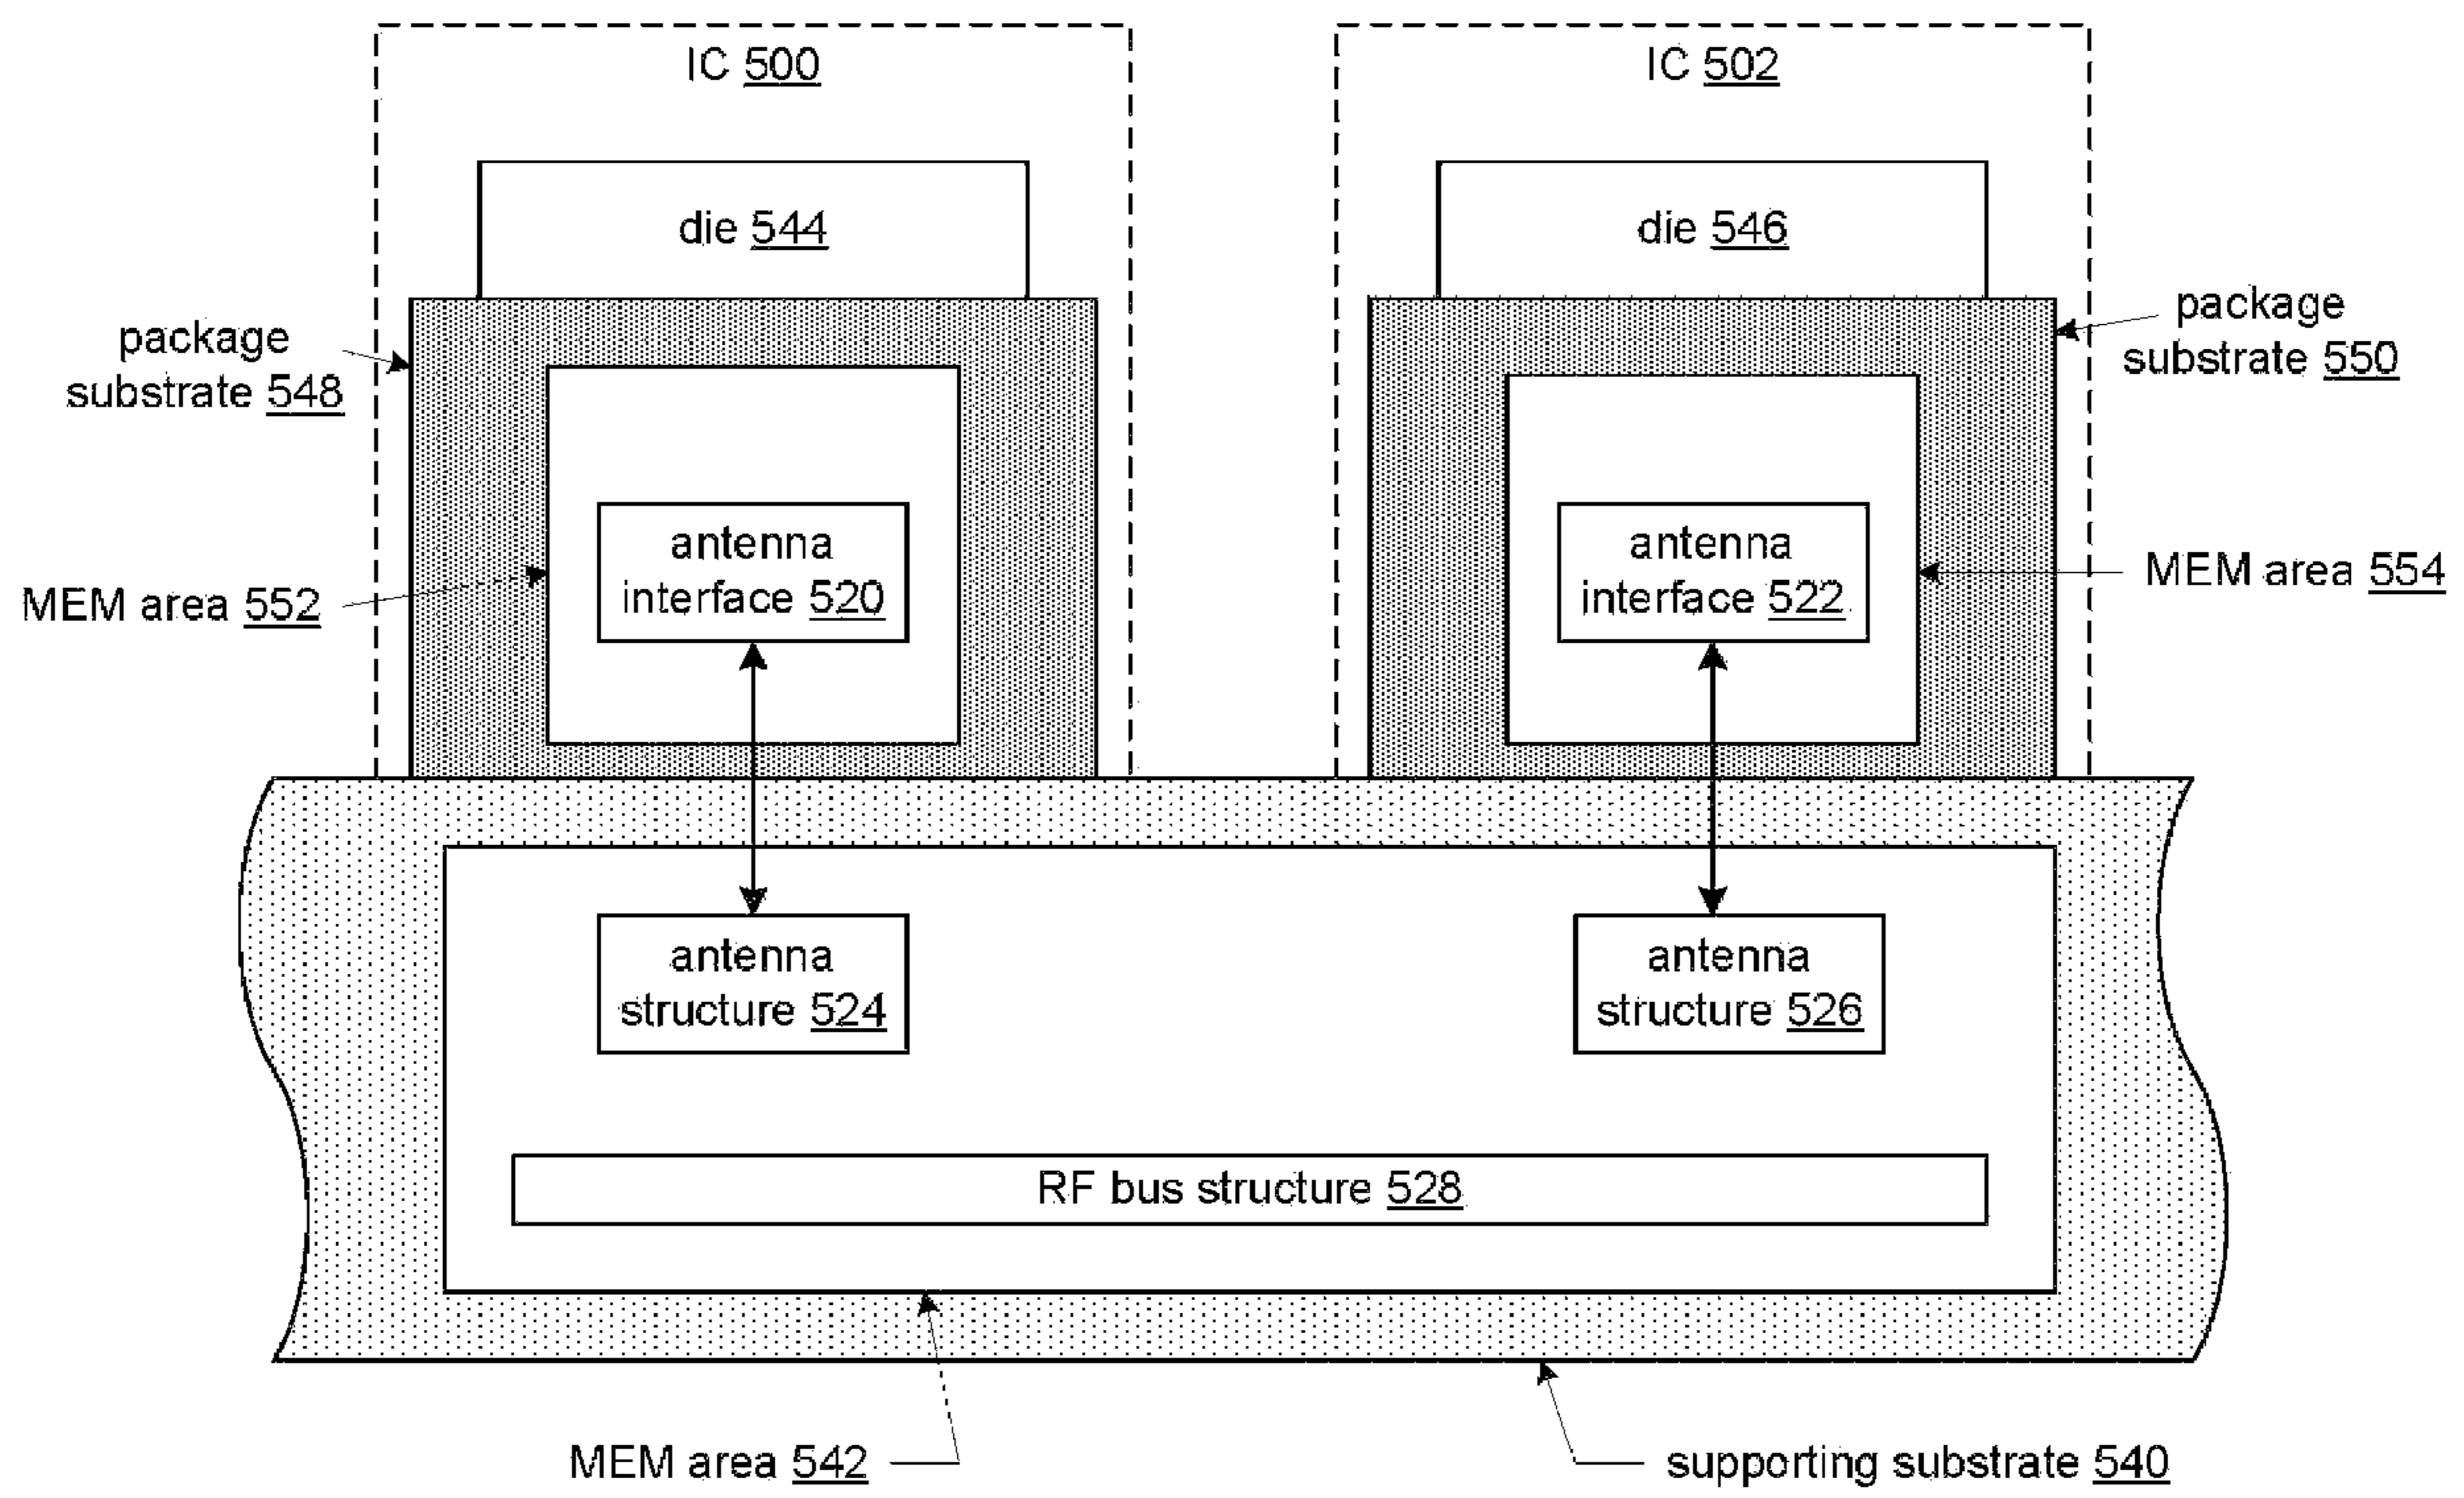 IC 500
IC 502
die 544
die 546
package
substrate 548
package
substrate 550
antenna
interface 520
antenna
interface 522
MEM area 552
MEM area 554
antenna
structure 524
antenna
structure 526
RF bus structure 528
MEM area 542
supporting substrate 540